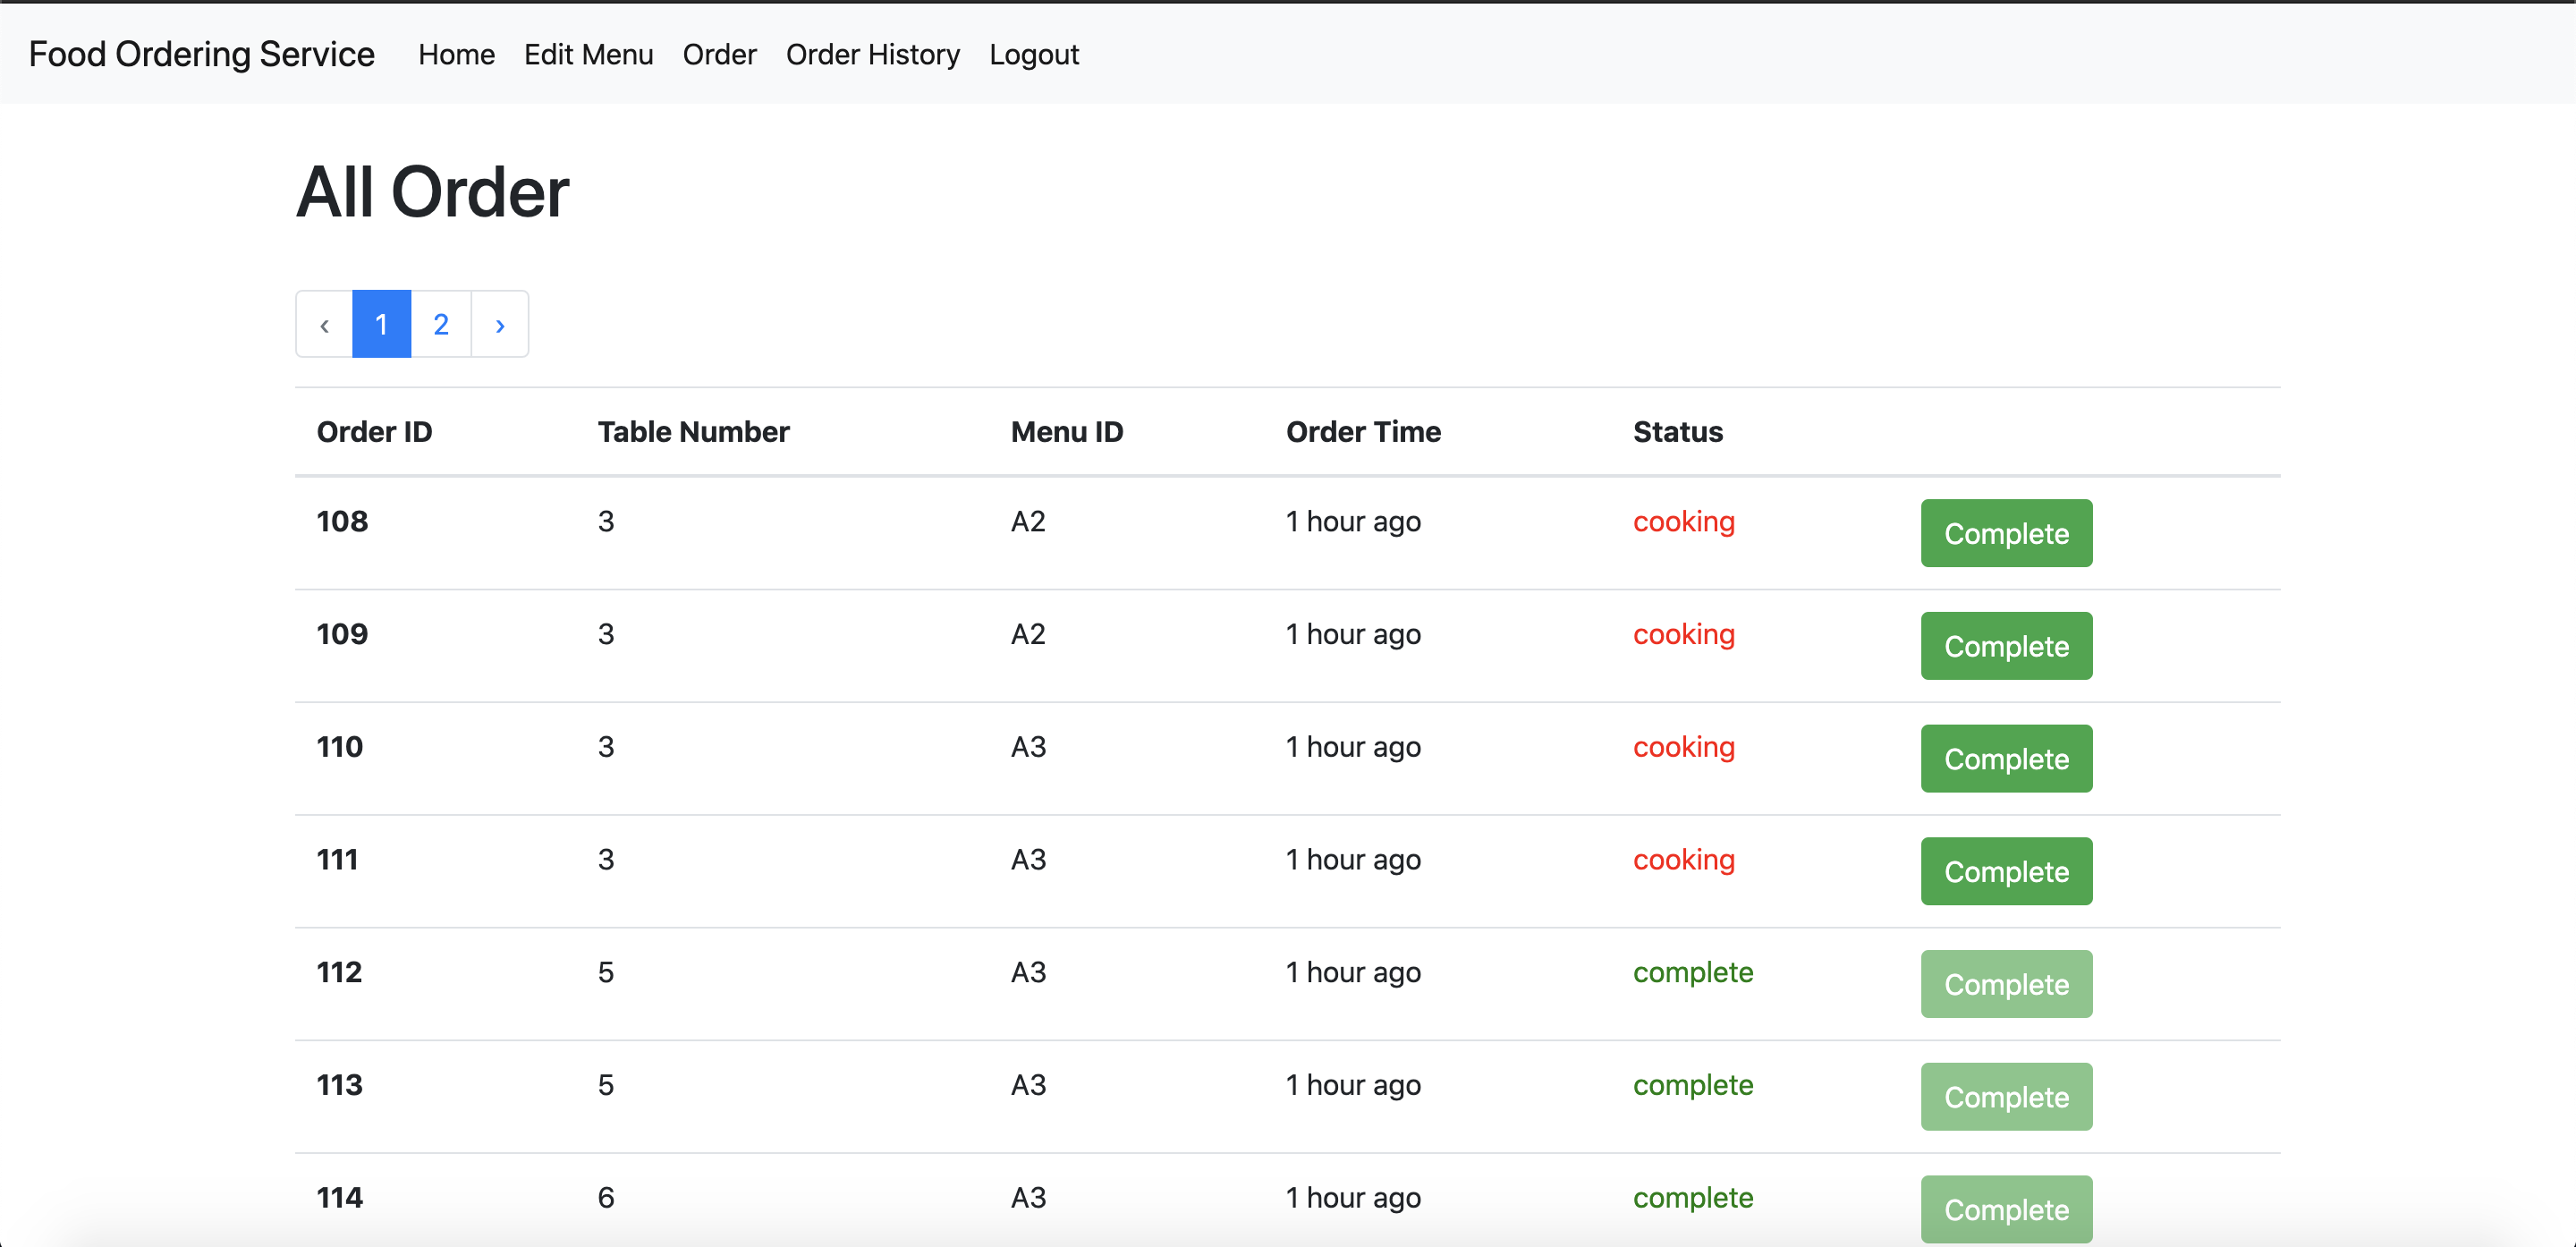 Food Ordering Service Home Edit Menu Order Order History Logout
All Order
‹ 1 2 ›
Order ID Table Number Menu ID Order Time Status
108 3 A2 1 hour ago cooking Complete
109 3 A2 1 hour ago cooking Complete
110 3 A3 1 hour ago cooking Complete
111 3 A3 1 hour ago cooking Complete
112 5 A3 1 hour ago complete Complete
113 5 A3 1 hour ago complete Complete
114 6 A3 1 hour ago complete Complete